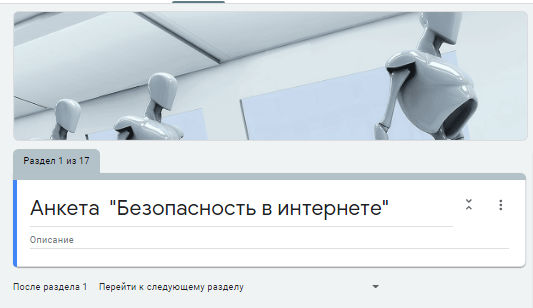 Раздел 1 из 17
Анкета "Безопасность в интернете"
Описание
После раздела 1 Перейти к следующему разделу